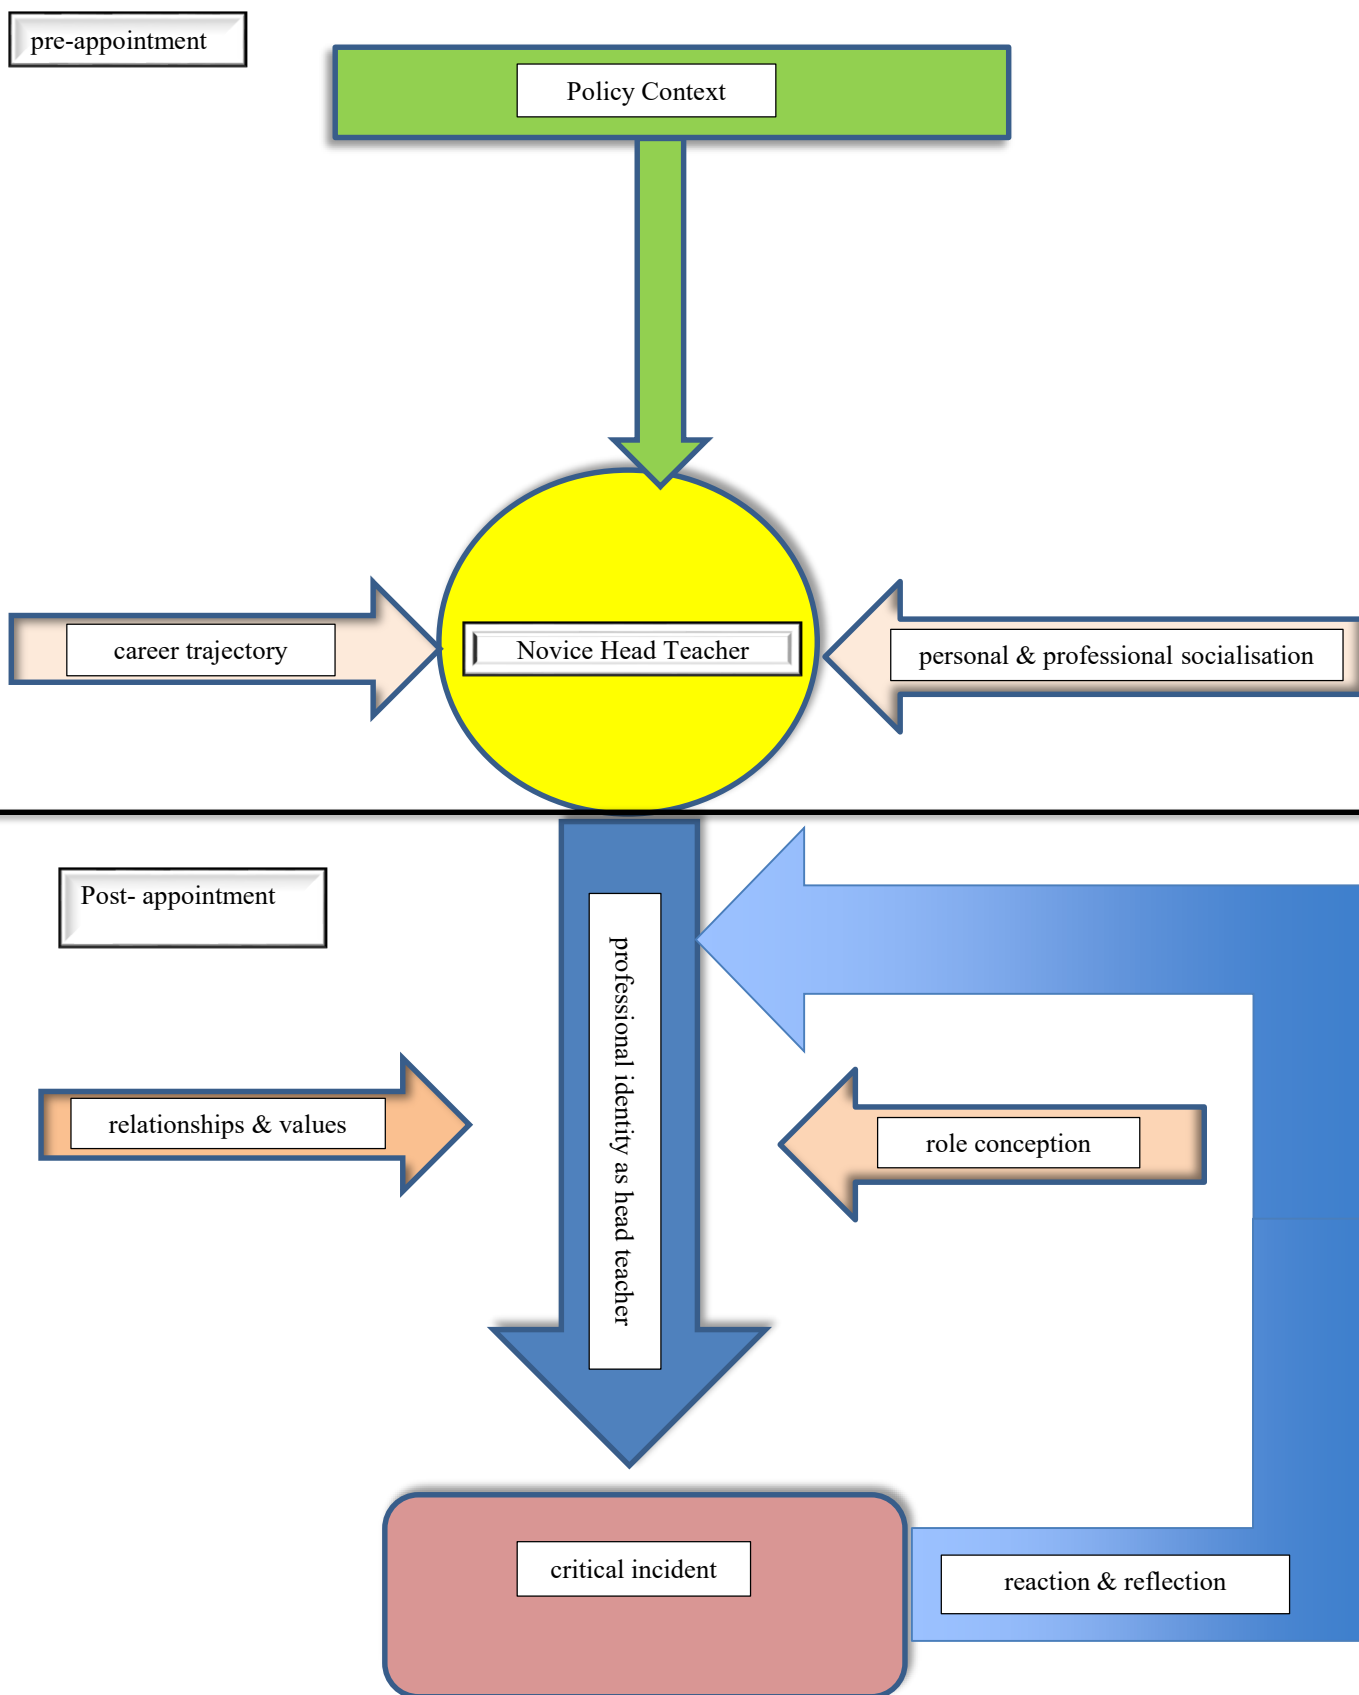 pre-appointment
Policy Context
career trajectory
Novice Head Teacher
personal & professional socialisation
Post- appointment
professional identity as head teacher
relationships & values
role conception
critical incident
reaction & reflection